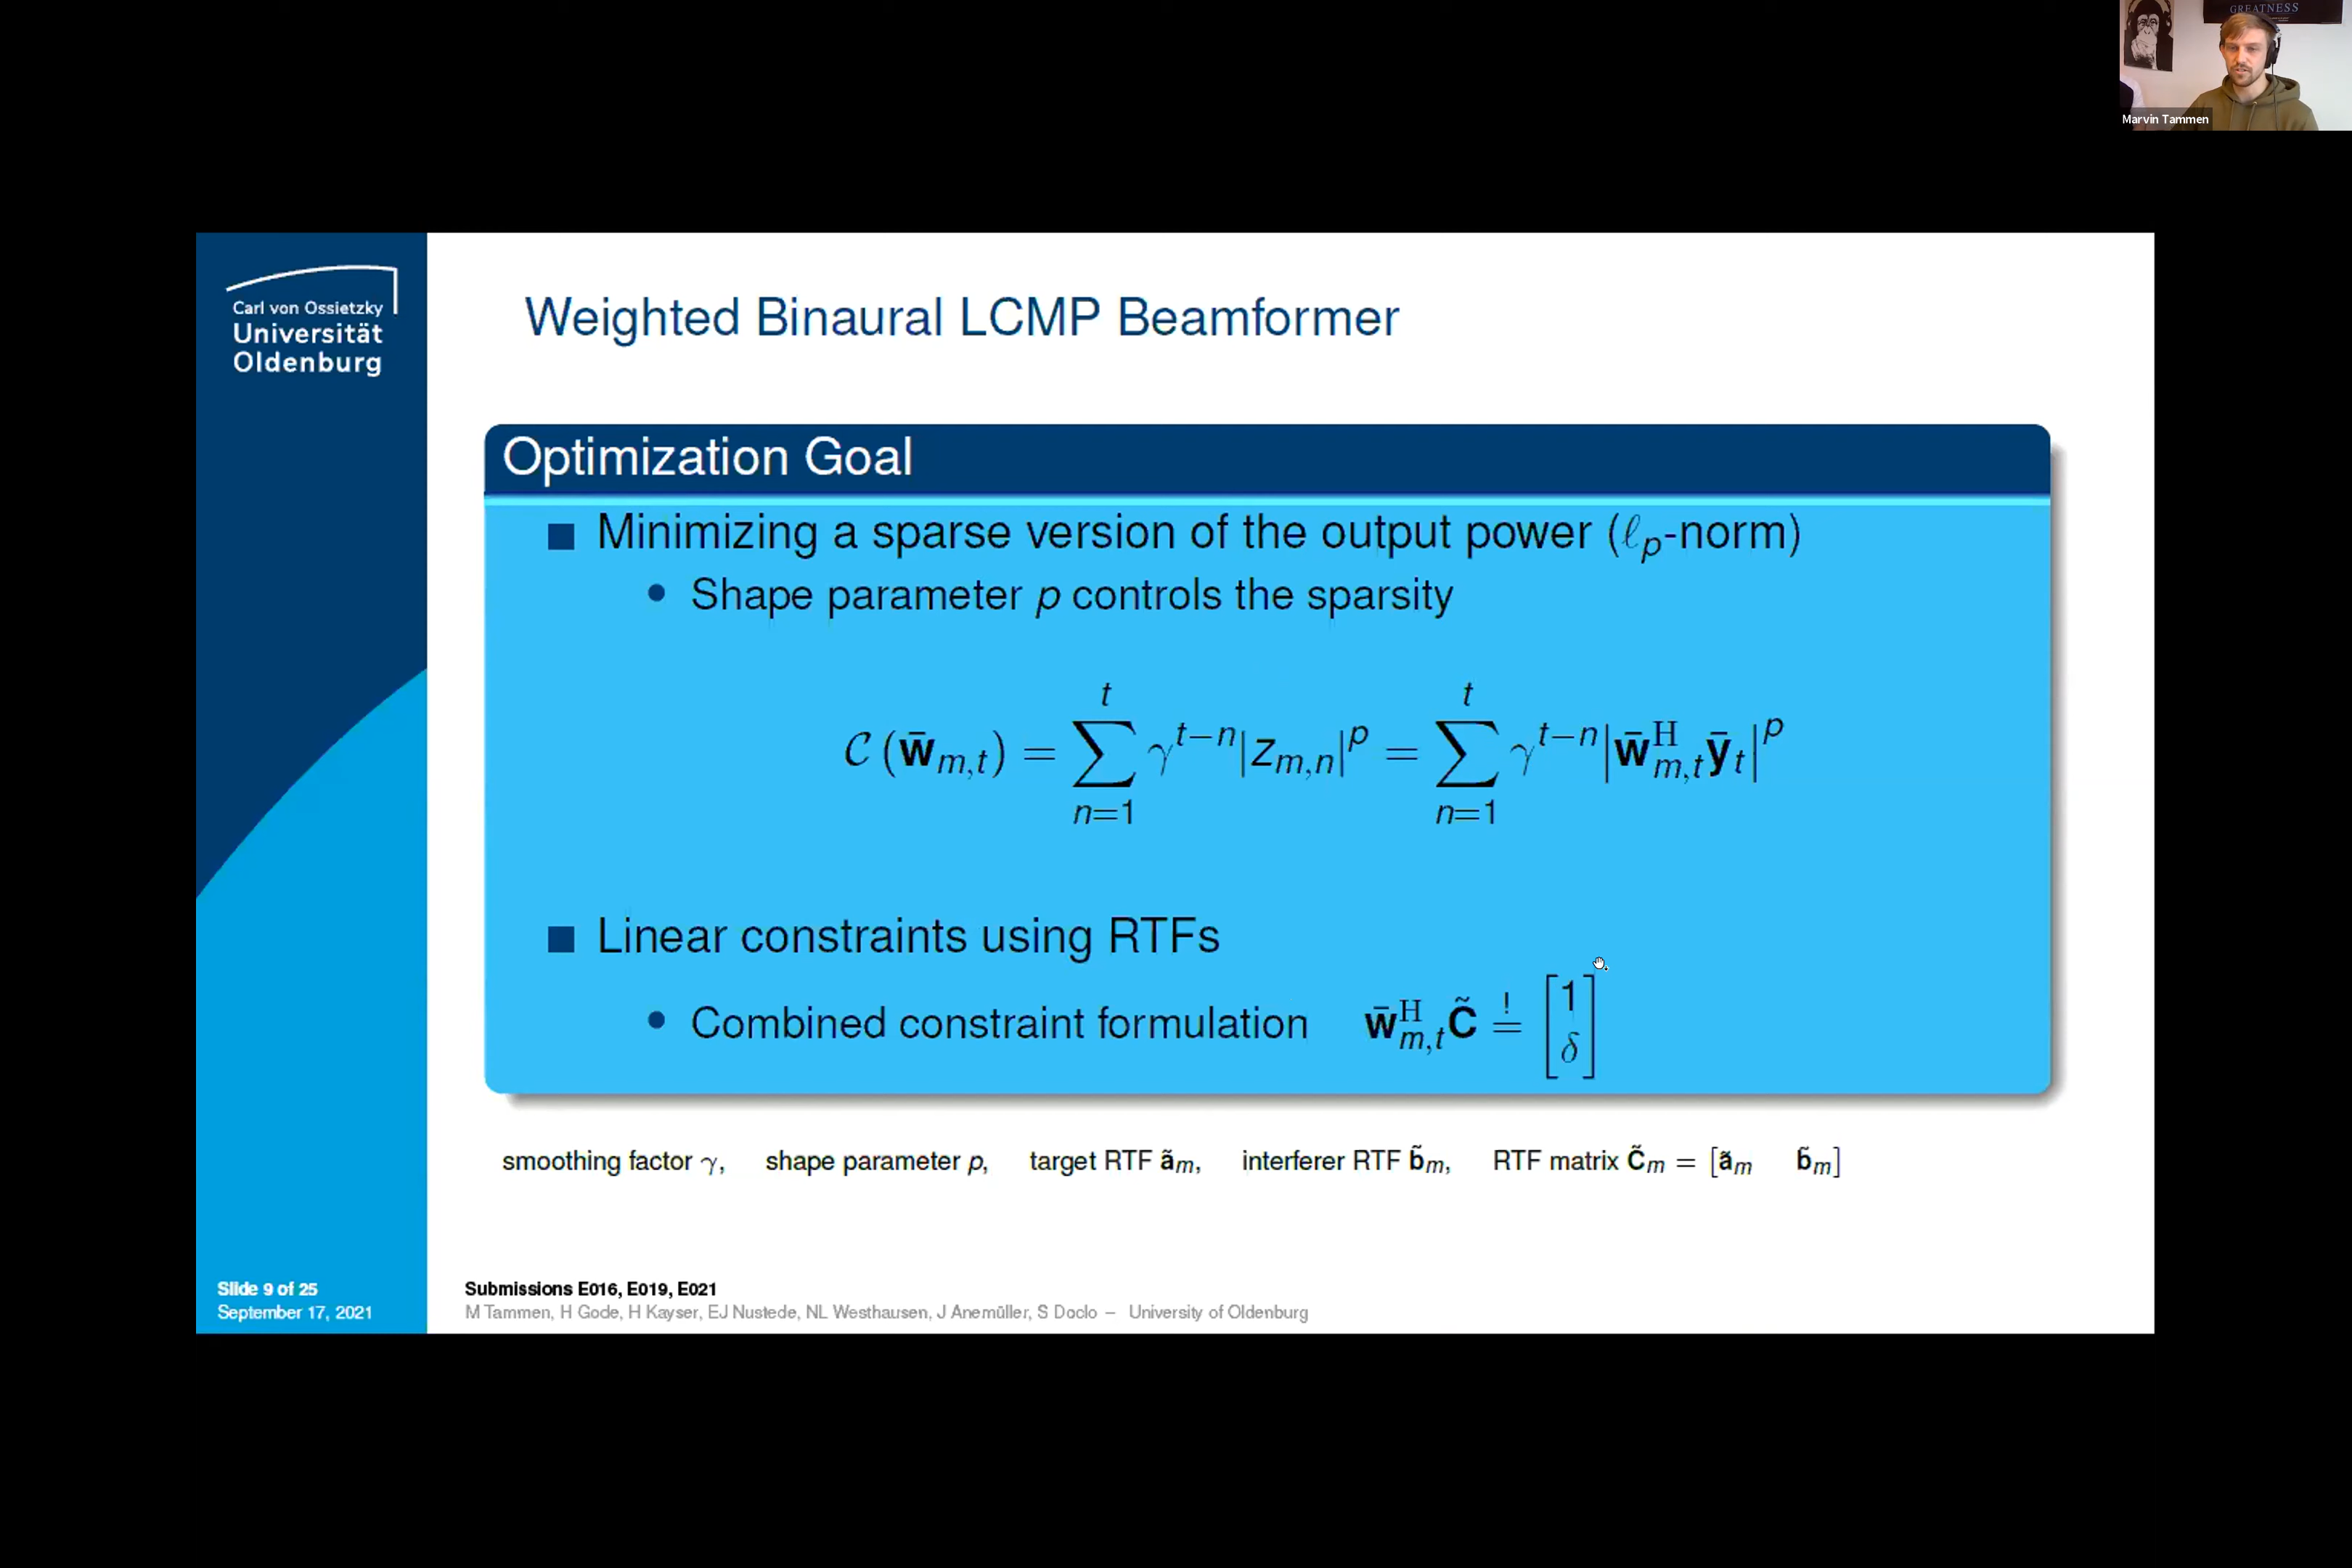 GREATNESS
Marvin Tammen
Carl von Ossietzky
Universität
Oldenburg
Weighted Binaural LCMP Beamformer
Optimization Goal
Minimizing a sparse version of the output power (ℓ_p-norm)
Shape parameter p controls the sparsity
C(w̄_{m,t}) = ∑_{n=1}^{t} γ^{t−n}|z_{m,n}|^p = ∑_{n=1}^{t} γ^{t−n}|w̄^H_{m,t}ȳ_t|^p
Linear constraints using RTFs
Combined constraint formulation w̄^H_{m,t}C̃ =^! [1 δ]
smoothing factor γ, shape parameter p, target RTF ã_m, interferer RTF b̃_m, RTF matrix C̃_m = [ã_m b̃_m]
Slide 9 of 25
September 17, 2021
Submissions E016, E019, E021
M Tammen, H Gode, H Kayser, EJ Nustede, NL Westhausen, J Anemüller, S Doclo – University of Oldenburg